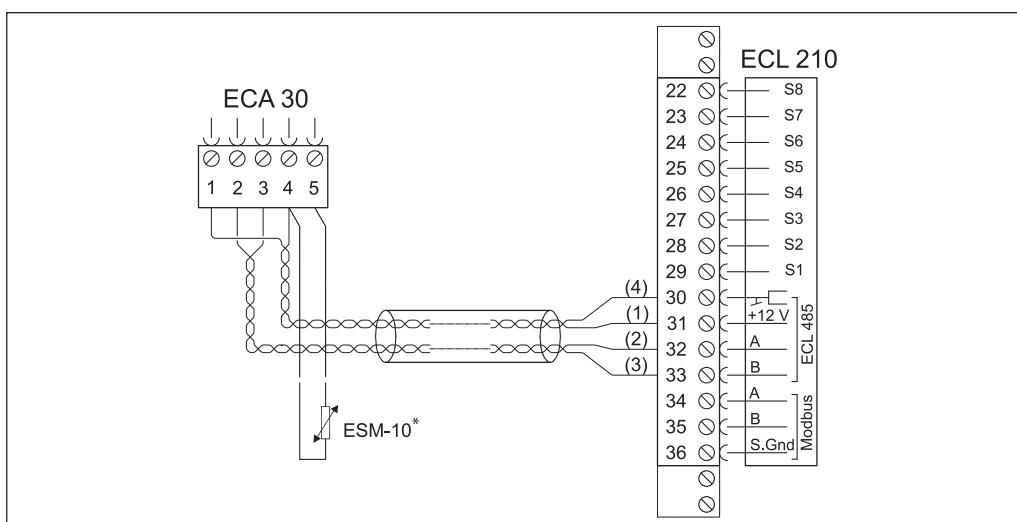 ECL 210
ECA 30
1 2 3 4 5
22 S8
23 S7
24 S6
25 S5
26 S4
27 S3
28 S2
29 S1
(4) 30
+12 V
(1) 31
(2) 32 A
(3) 33 B
ECL 485
34 A
35 B
36 S.Gnd
Modbus
ESM-10*